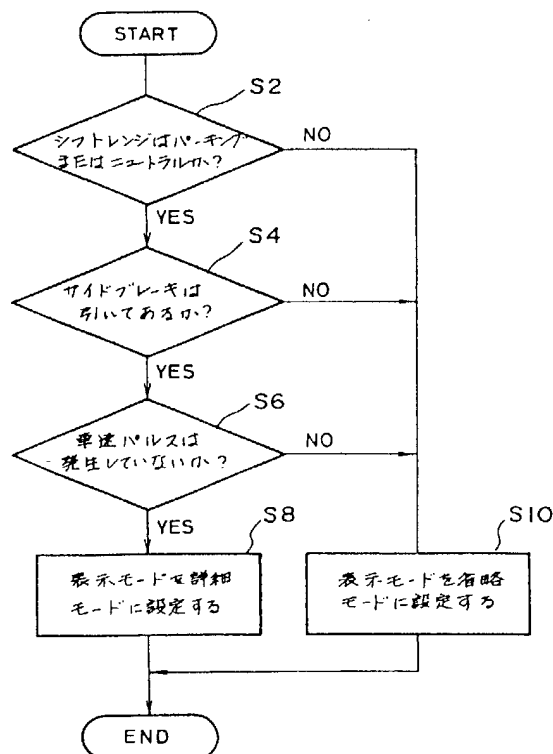 START
S2
シフトレンジはパーキング
またはニュートラルか?
NO
YES
S4
サイドブレーキは
引いてあるか?
NO
YES
S6
車速パルスは
発生していないか?
NO
YES
S8
表示モードを詳細
モードに設定する
S10
表示モードを省略
モードに設定する
END